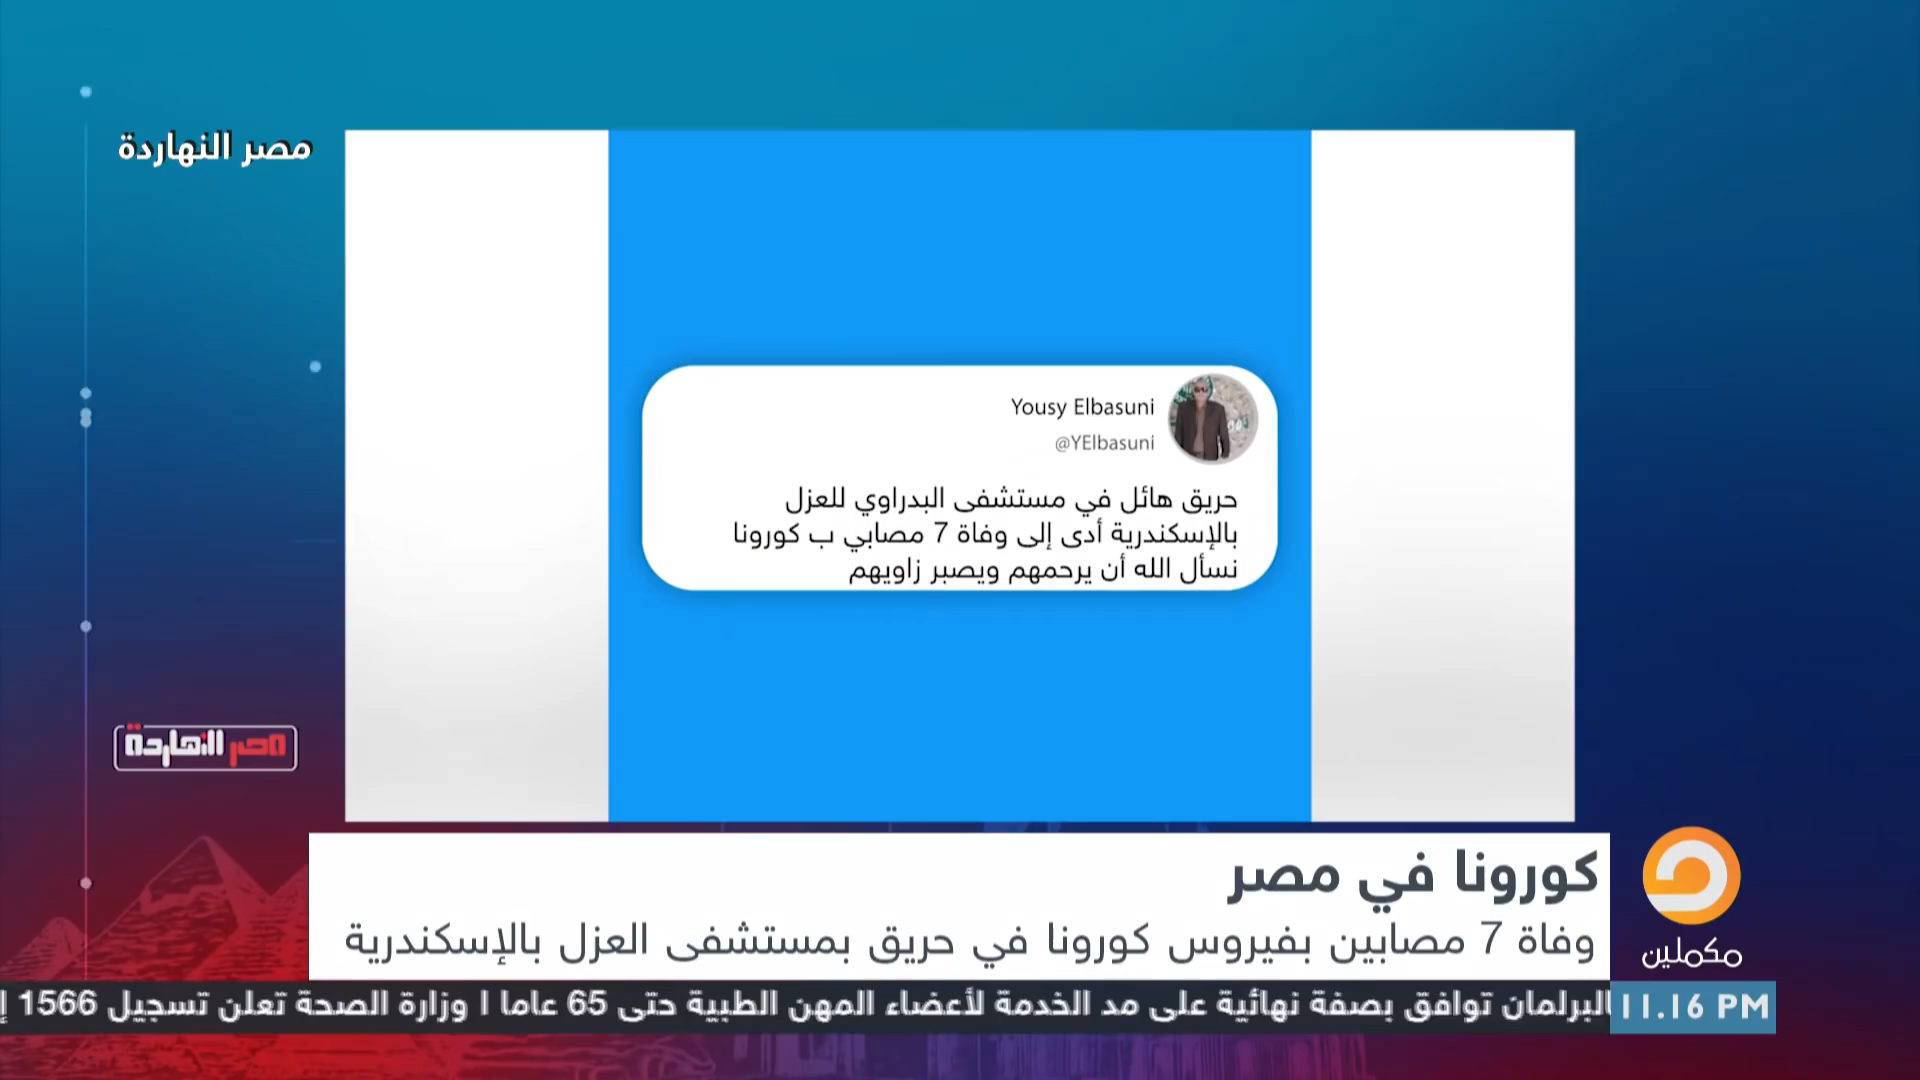 مصر النهاردة
Yousy Elbasuni
@YElbasuni
حريق هائل في مستشفى البدراوي للعزل
بالإسكندرية أدى إلى وفاة 7 مصابي ب كورونا
نسأل الله أن يرحمهم ويصبر زاويهم
مصر النهاردة
كورونا في مصر
وفاة 7 مصابين بفيروس كورونا في حريق بمستشفى العزل بالإسكندرية
مكملين
البرلمان توافق بصفة نهائية على مد الخدمة لأعضاء المهن الطبية حتى 65 عاما ا وزارة الصحة تعلن تسجيل 1566
11.16 PM